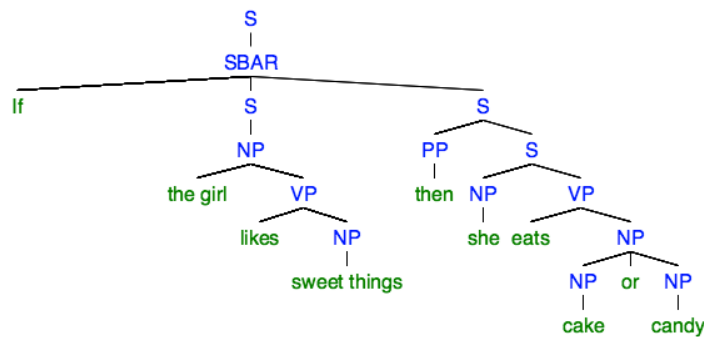 S
SBAR
If S S
NP PP S
the girl VP then NP VP
likes NP she eats NP
sweet things NP or NP
cake candy